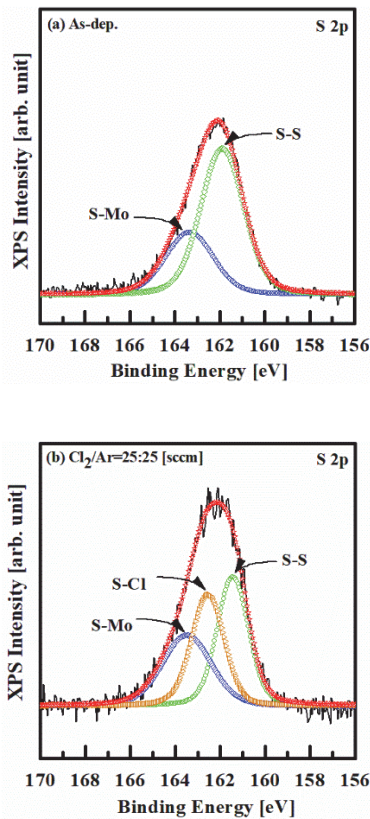 (a) As-dep.
S 2p
S-S
S-Mo
XPS Intensity [arb. unit]
170 168 166 164 162 160 158 156
Binding Energy [eV]
(b) Cl₂/Ar=25:25 [sccm]
S 2p
S-S
S-Cl
S-Mo
XPS Intensity [arb. unit]
170 168 166 164 162 160 158 156
Binding Energy [eV]